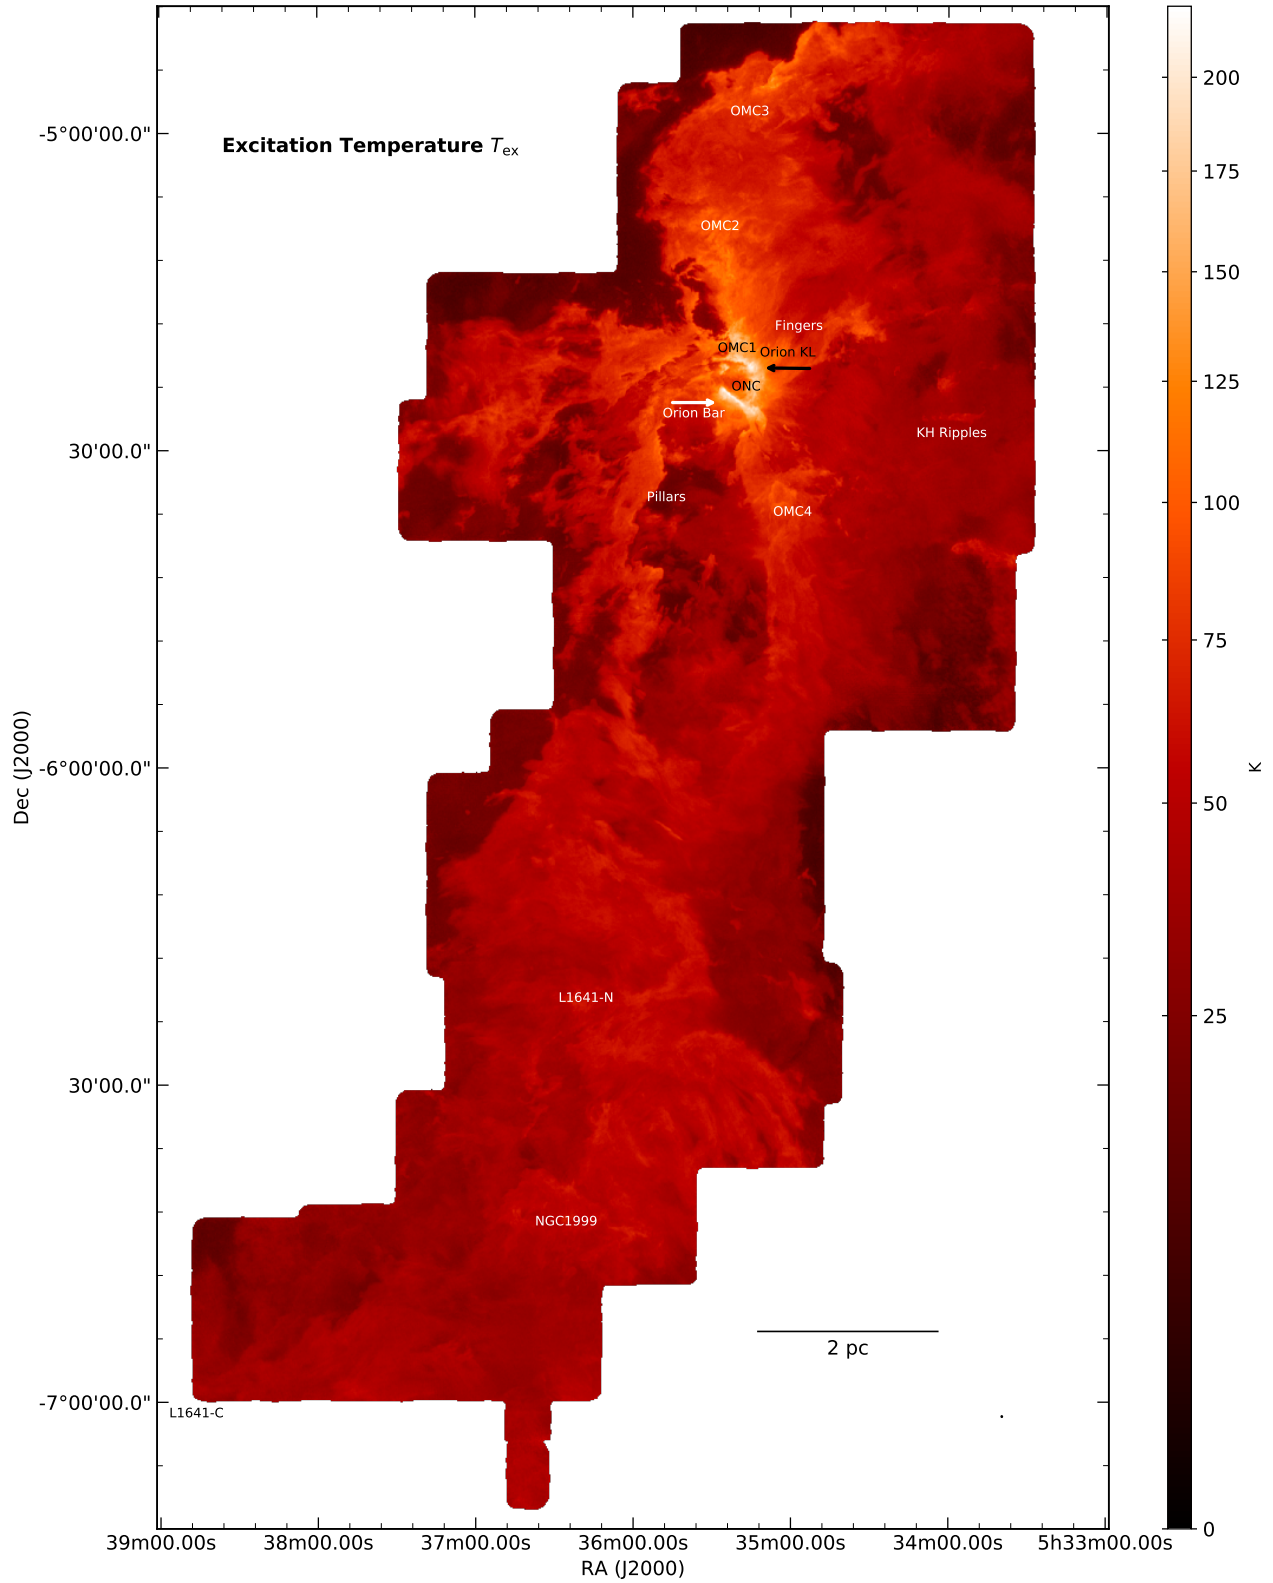 Excitation Temperature Tex
OMC3
OMC2
Fingers
OMC1
Orion KL
ONC
Orion Bar
KH Ripples
Pillars
OMC4
L1641-N
NGC1999
2 pc
L1641-C
-5°00'00.0"
30'00.0"
-6°00'00.0"
30'00.0"
-7°00'00.0"
Dec (J2000)
39m00.00s 38m00.00s 37m00.00s 36m00.00s 35m00.00s 34m00.00s 5h33m00.00s
RA (J2000)
200
175
150
125
100
75
50
25
0
K